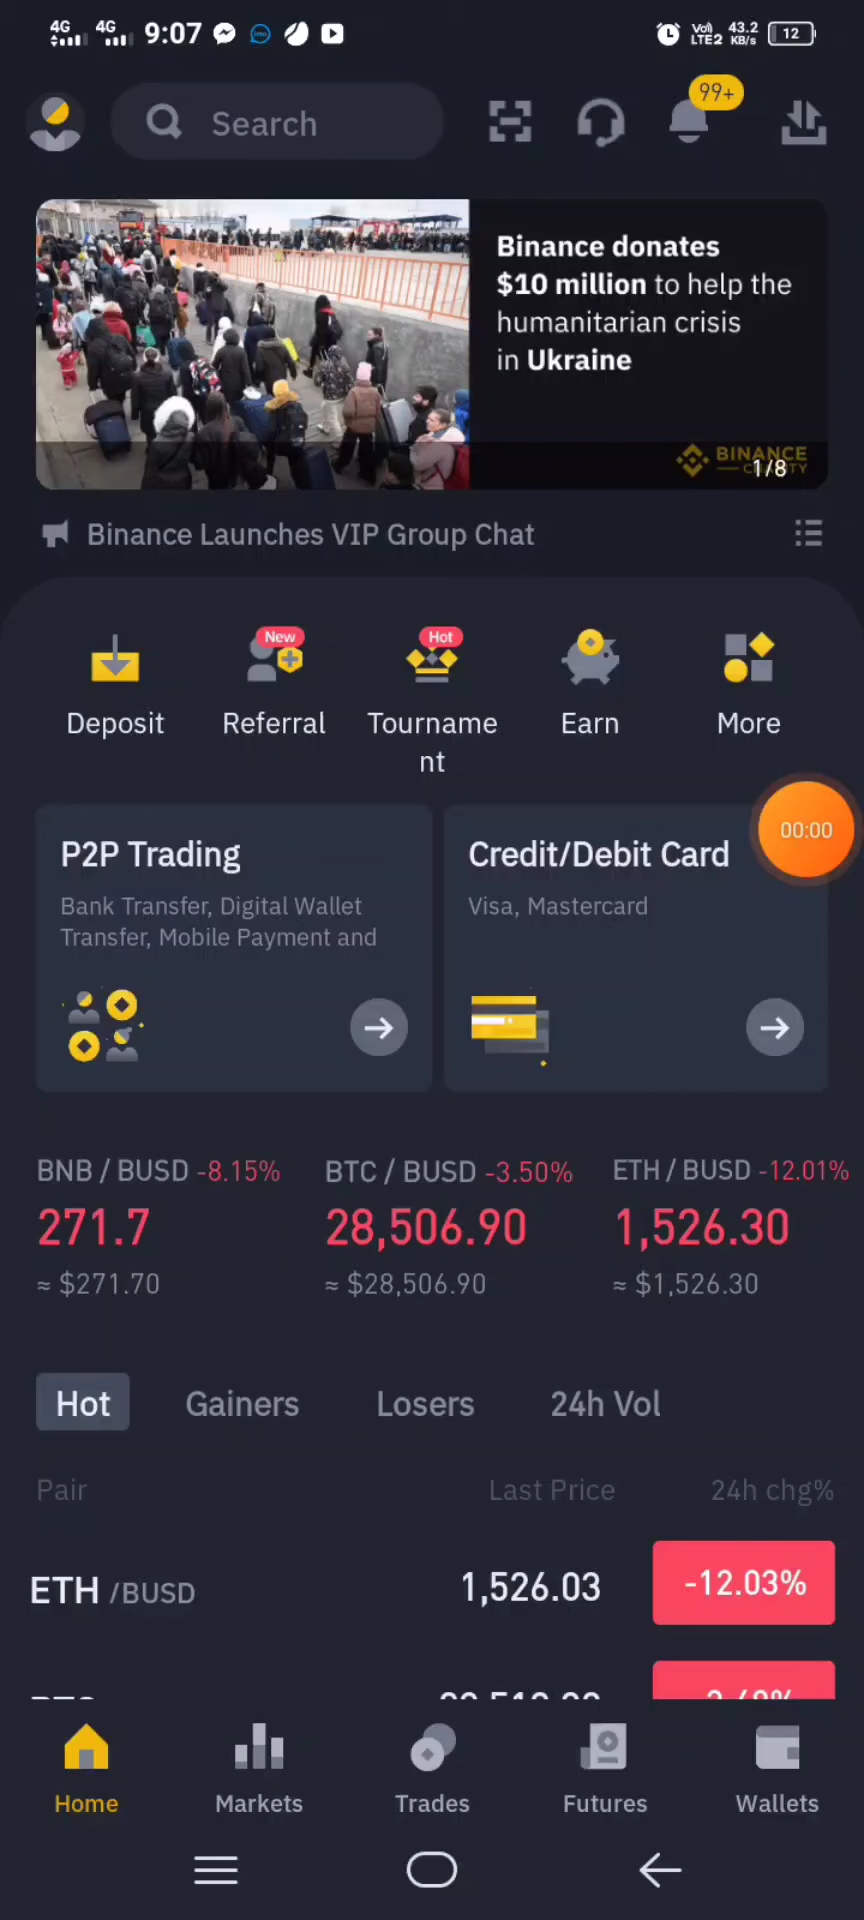 4G 4G 9:07 imo Vo) LTE2 43.2 KB/s 12
Search
99+
Binance donates
$10 million to help the
humanitarian crisis
in Ukraine
BINANCE
1/8
Binance Launches VIP Group Chat
New
Hot
Deposit Referral Tourname
nt
Earn More
00:00
P2P Trading
Bank Transfer, Digital Wallet
Transfer, Mobile Payment and
Credit/Debit Card
Visa, Mastercard
BNB / BUSD -8.15% BTC / BUSD -3.50% ETH / BUSD -12.01%
271.7 28,506.90 1,526.30
≈ $271.70 ≈ $28,506.90 ≈ $1,526.30
Hot Gainers Losers 24h Vol
Pair Last Price 24h chg%
ETH /BUSD 1,526.03 -12.03%
Home Markets Trades Futures Wallets